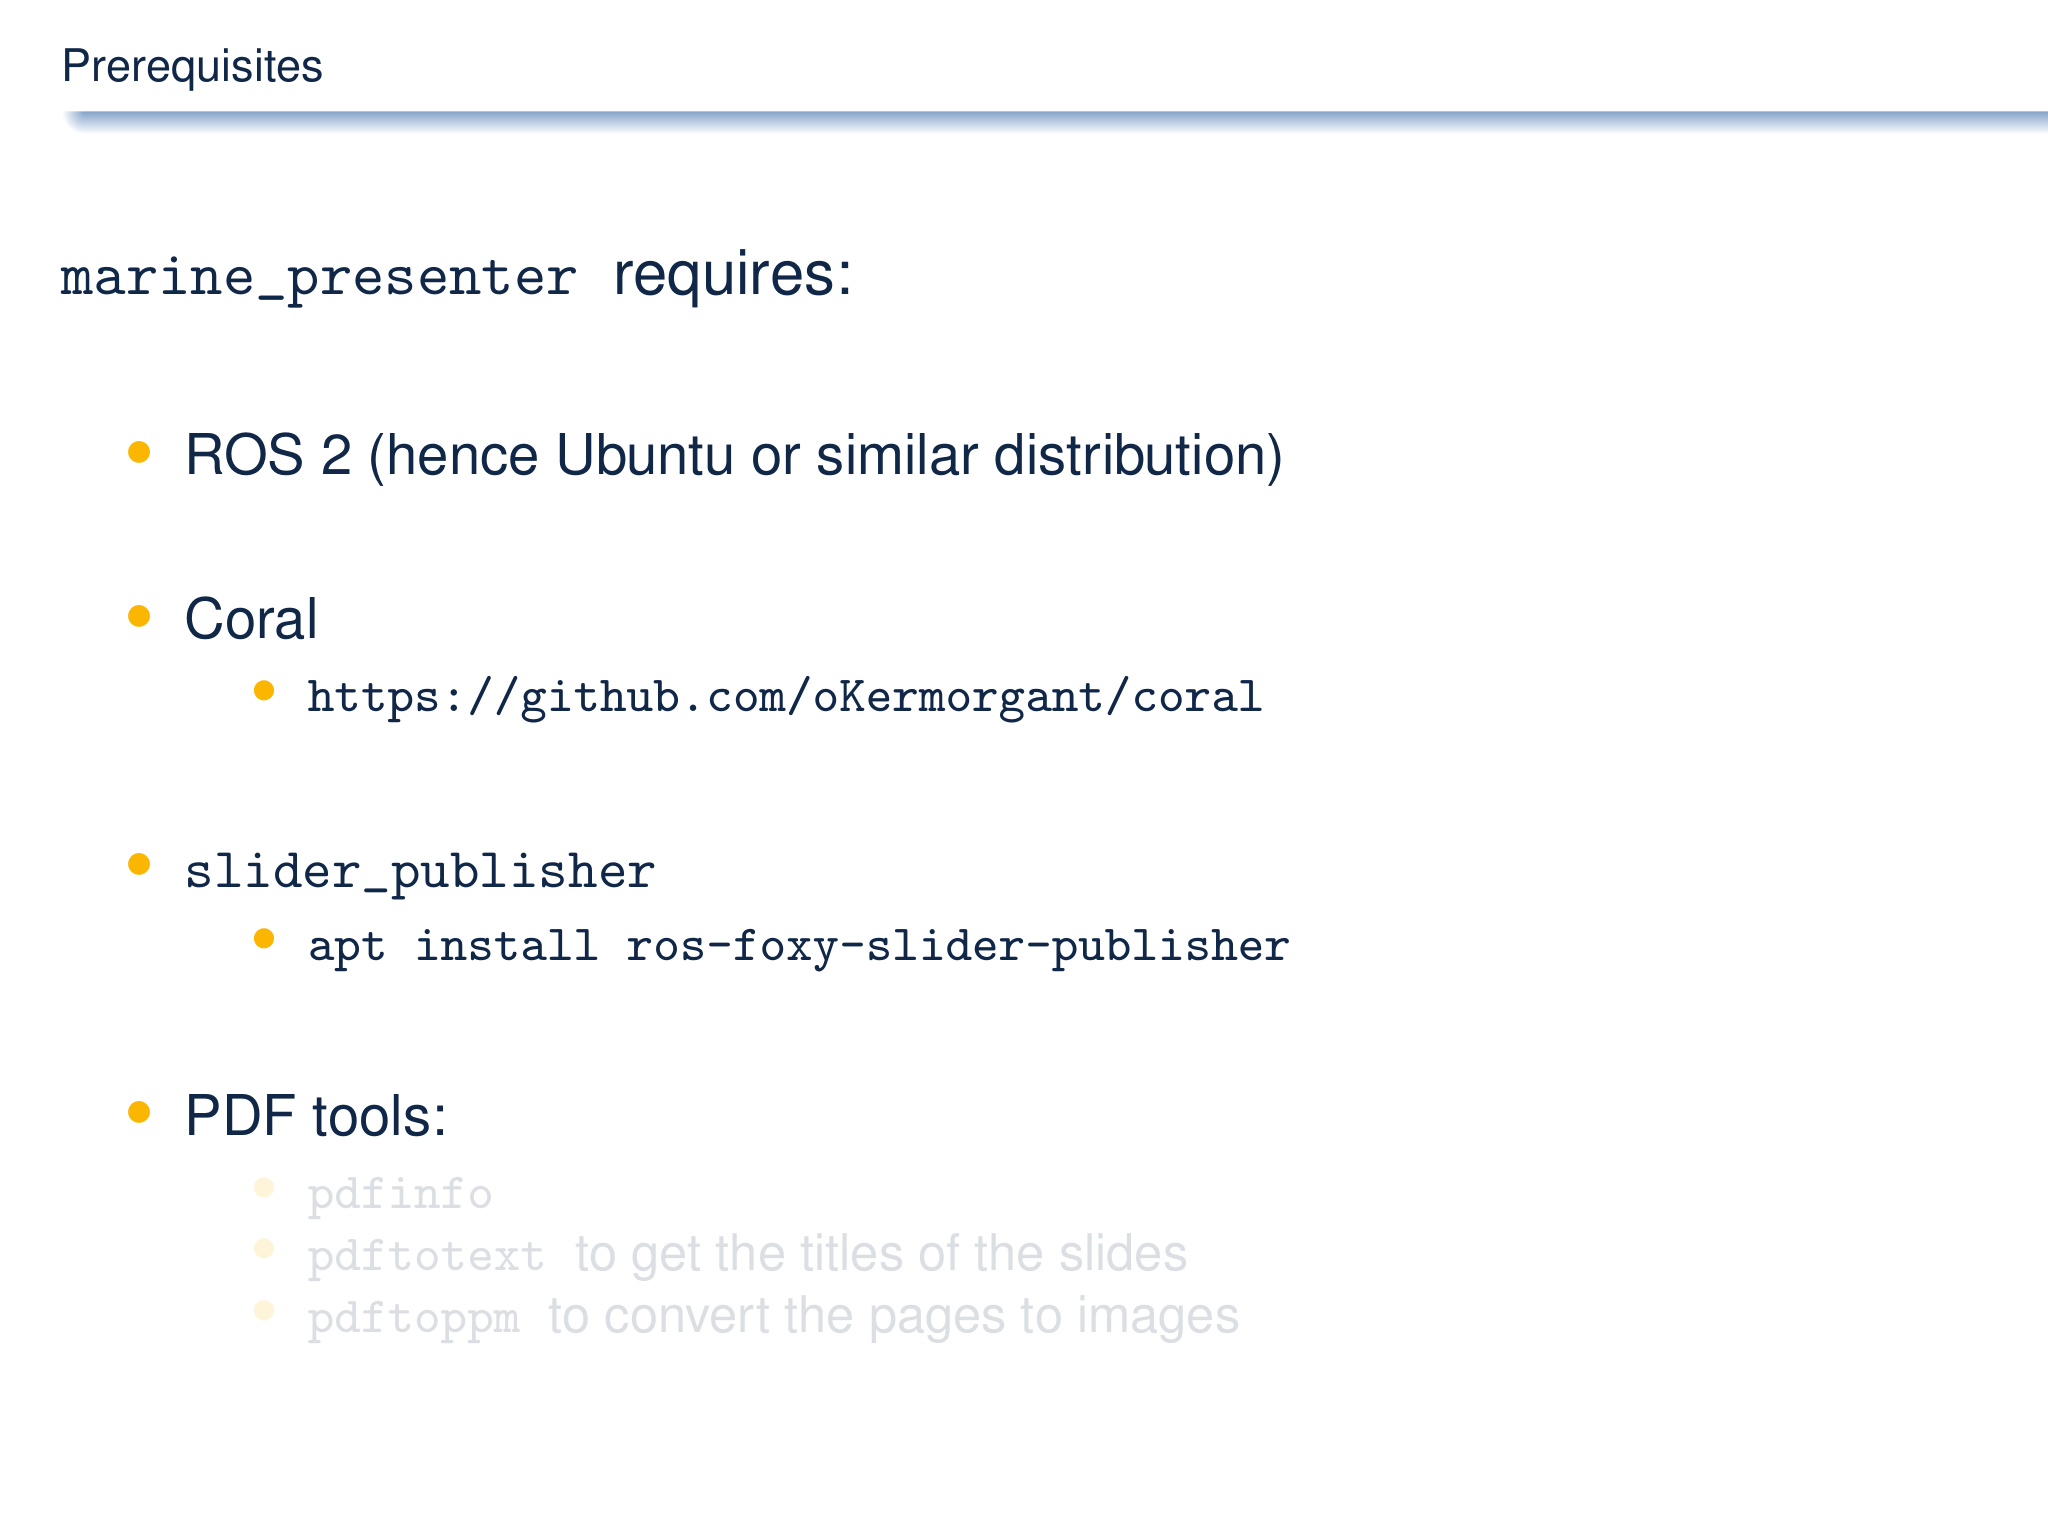 Prerequisites
marine_presenter requires:
ROS 2 (hence Ubuntu or similar distribution)
Coral
https://github.com/oKermorgant/coral
slider_publisher
apt install ros-foxy-slider-publisher
PDF tools:
pdfinfo
pdftotext to get the titles of the slides
pdftoppm to convert the pages to images